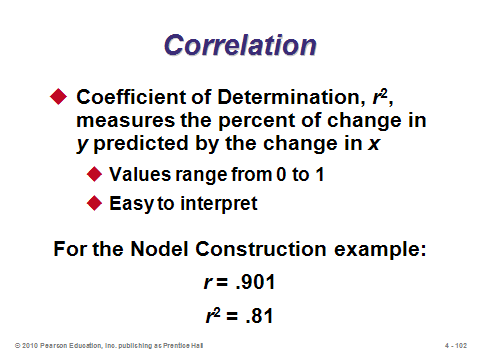 Correlation
Coefficient of Determination, r²,
measures the percent of change in
y predicted by the change in x
Values range from 0 to 1
Easy to interpret
For the Nodel Construction example:
r = .901
r² = .81
© 2010 Pearson Education, Inc. publishing as Prentice Hall
4 - 102